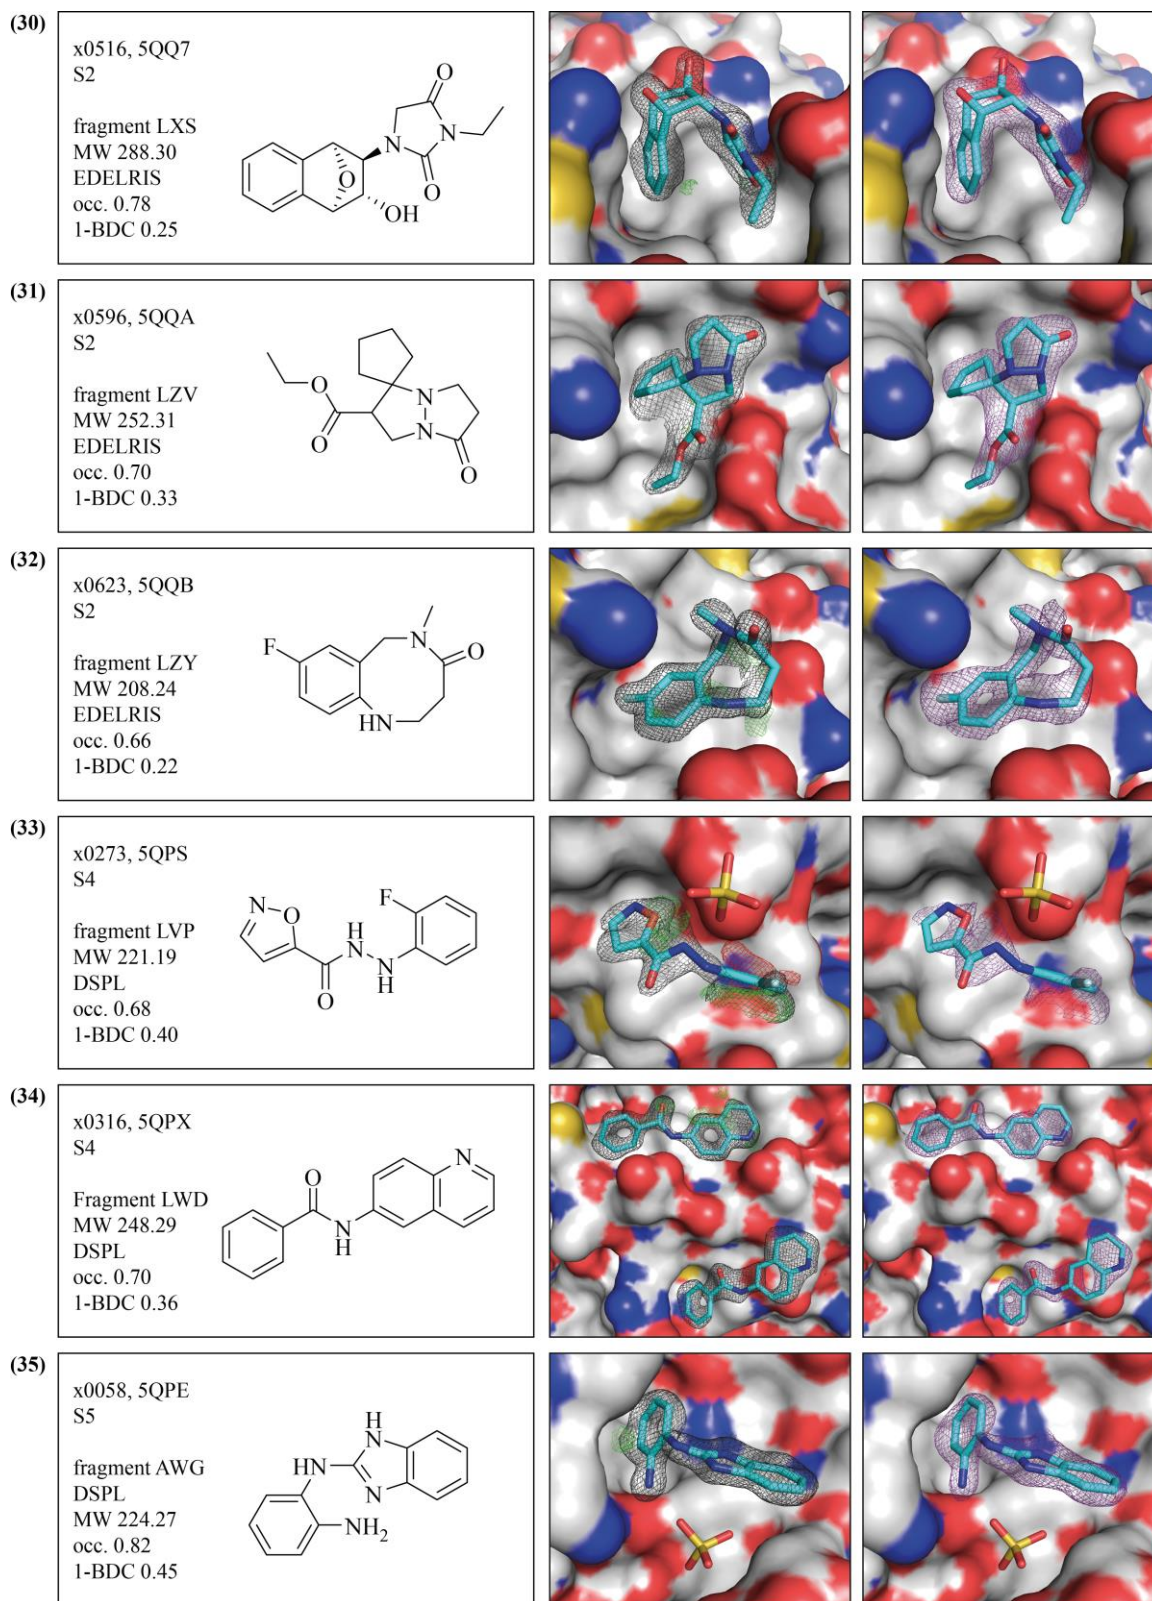 (30)
x0516, 5QQ7
S2
fragment LXS
MW 288.30
EDELRIS
occ. 0.78
1-BDC 0.25
O
N
N
O
O
OH
(31)
x0596, 5QQA
S2
fragment LZV
MW 252.31
EDELRIS
occ. 0.70
1-BDC 0.33
O
O
N
N
O
(32)
x0623, 5QQB
S2
fragment LZY
MW 208.24
EDELRIS
occ. 0.66
1-BDC 0.22
F
N
O
HN
(33)
x0273, 5QPS
S4
fragment LVP
MW 221.19
DSPL
occ. 0.68
1-BDC 0.40
N
O
F
H
N
N
H
O
(34)
x0316, 5QPX
S4
Fragment LWD
MW 248.29
DSPL
occ. 0.70
1-BDC 0.36
O
N
H
N
(35)
x0058, 5QPE
S5
fragment AWG
DSPL
MW 224.27
occ. 0.82
1-BDC 0.45
H
N
HN
N
NH2